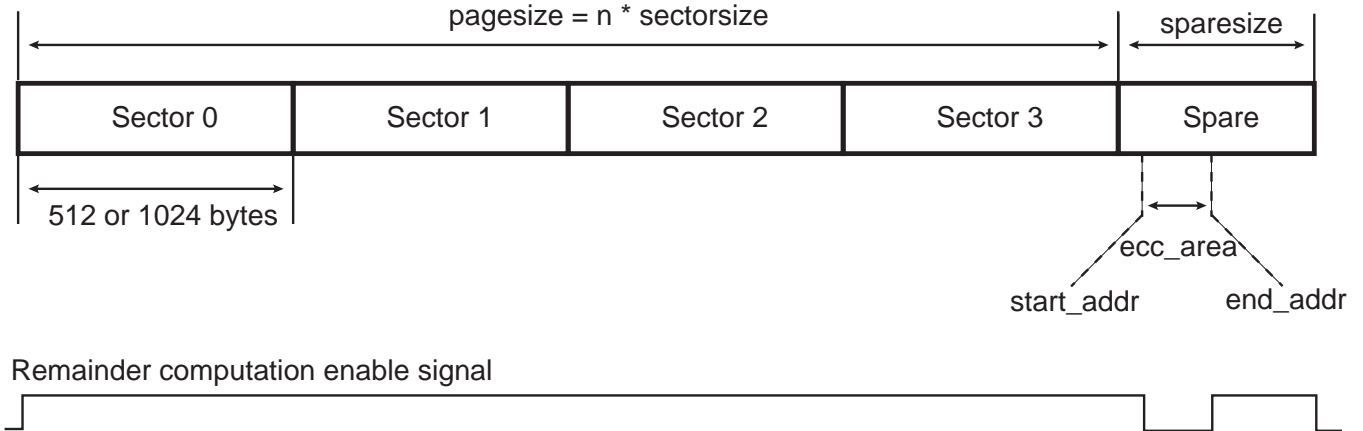 pagesize = n * sectorsize
sparesize
Sector 0
Sector 1
Sector 2
Sector 3
Spare
512 or 1024 bytes
ecc_area
start_addr
end_addr
Remainder computation enable signal